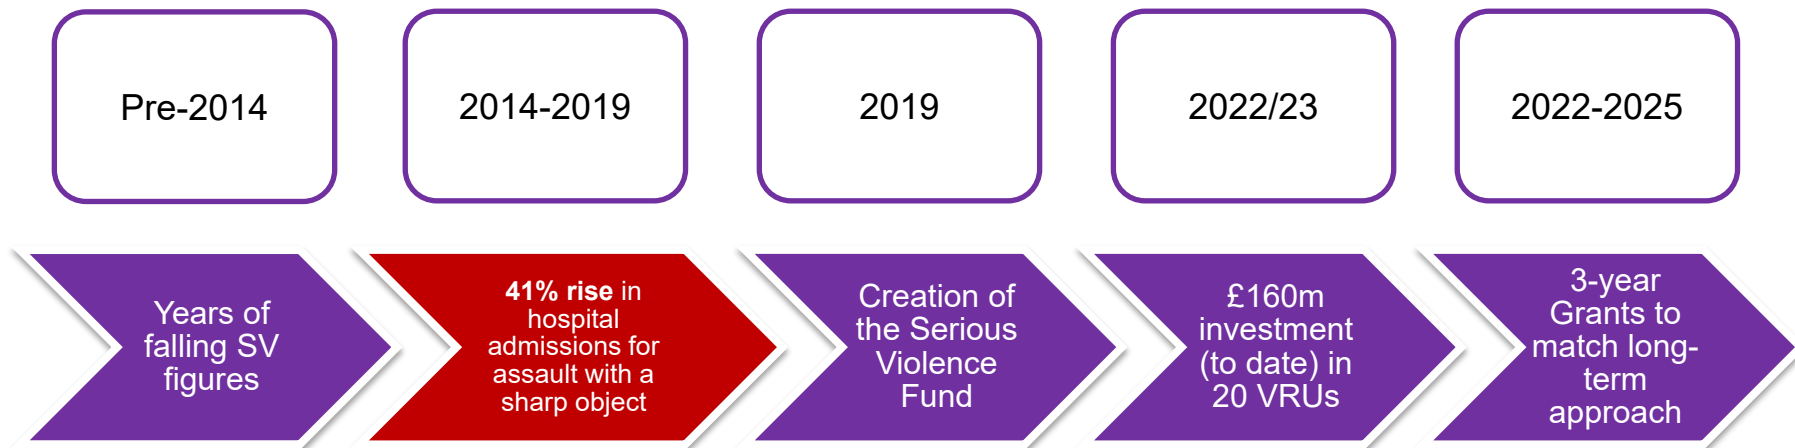 Pre-2014
2014-2019
2019
2022/23
2022-2025
Years of
falling SV
figures
41% rise in
hospital
admissions for
assault with a
sharp object
Creation of
the Serious
Violence
Fund
£160m
investment
(to date) in
20 VRUs
3-year
Grants to
match long-
term
approach